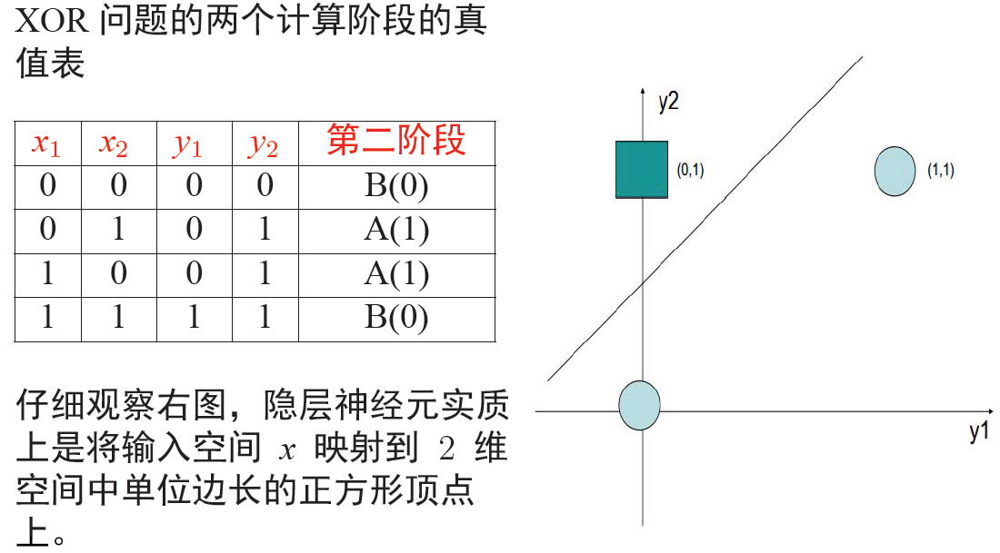 XOR 问题的两个计算阶段的真
值表
x₁ x₂ y₁ y₂ 第二阶段
0 0 0 0 B(0)
0 1 0 1 A(1)
1 0 0 1 A(1)
1 1 1 1 B(0)
仔细观察右图，隐层神经元实质
上是将输入空间 x 映射到 2 维
空间中单位边长的正方形顶点
上。
y2
(0,1)
(1,1)
y1